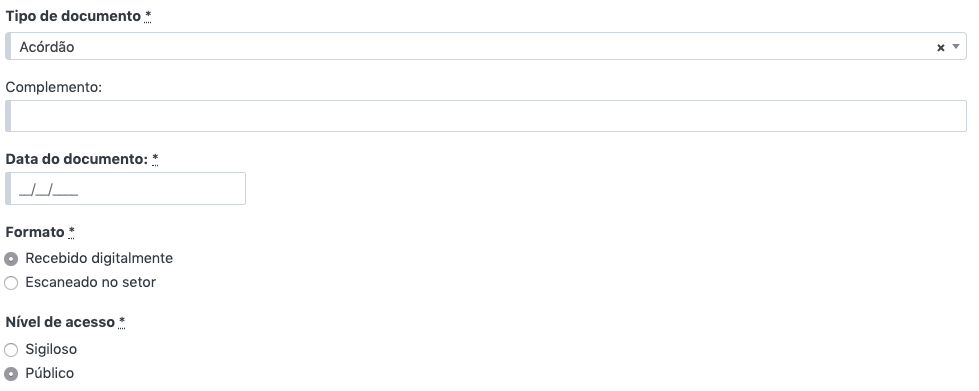 Tipo de documento *
Acórdão × 
Complemento:
Data do documento: *
__/__/____
Formato *
Recebido digitalmente
Escaneado no setor
Nível de acesso *
Sigiloso
Público